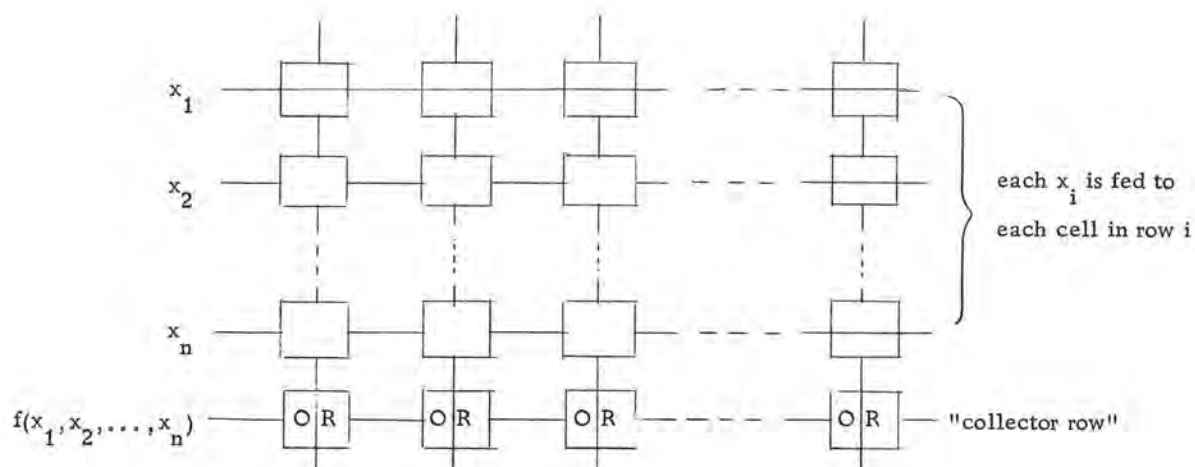 x₁
x₂
each xᵢ is fed to
each cell in row i
xₙ
f(x₁,x₂,...,xₙ) OR OR OR OR "collector row"